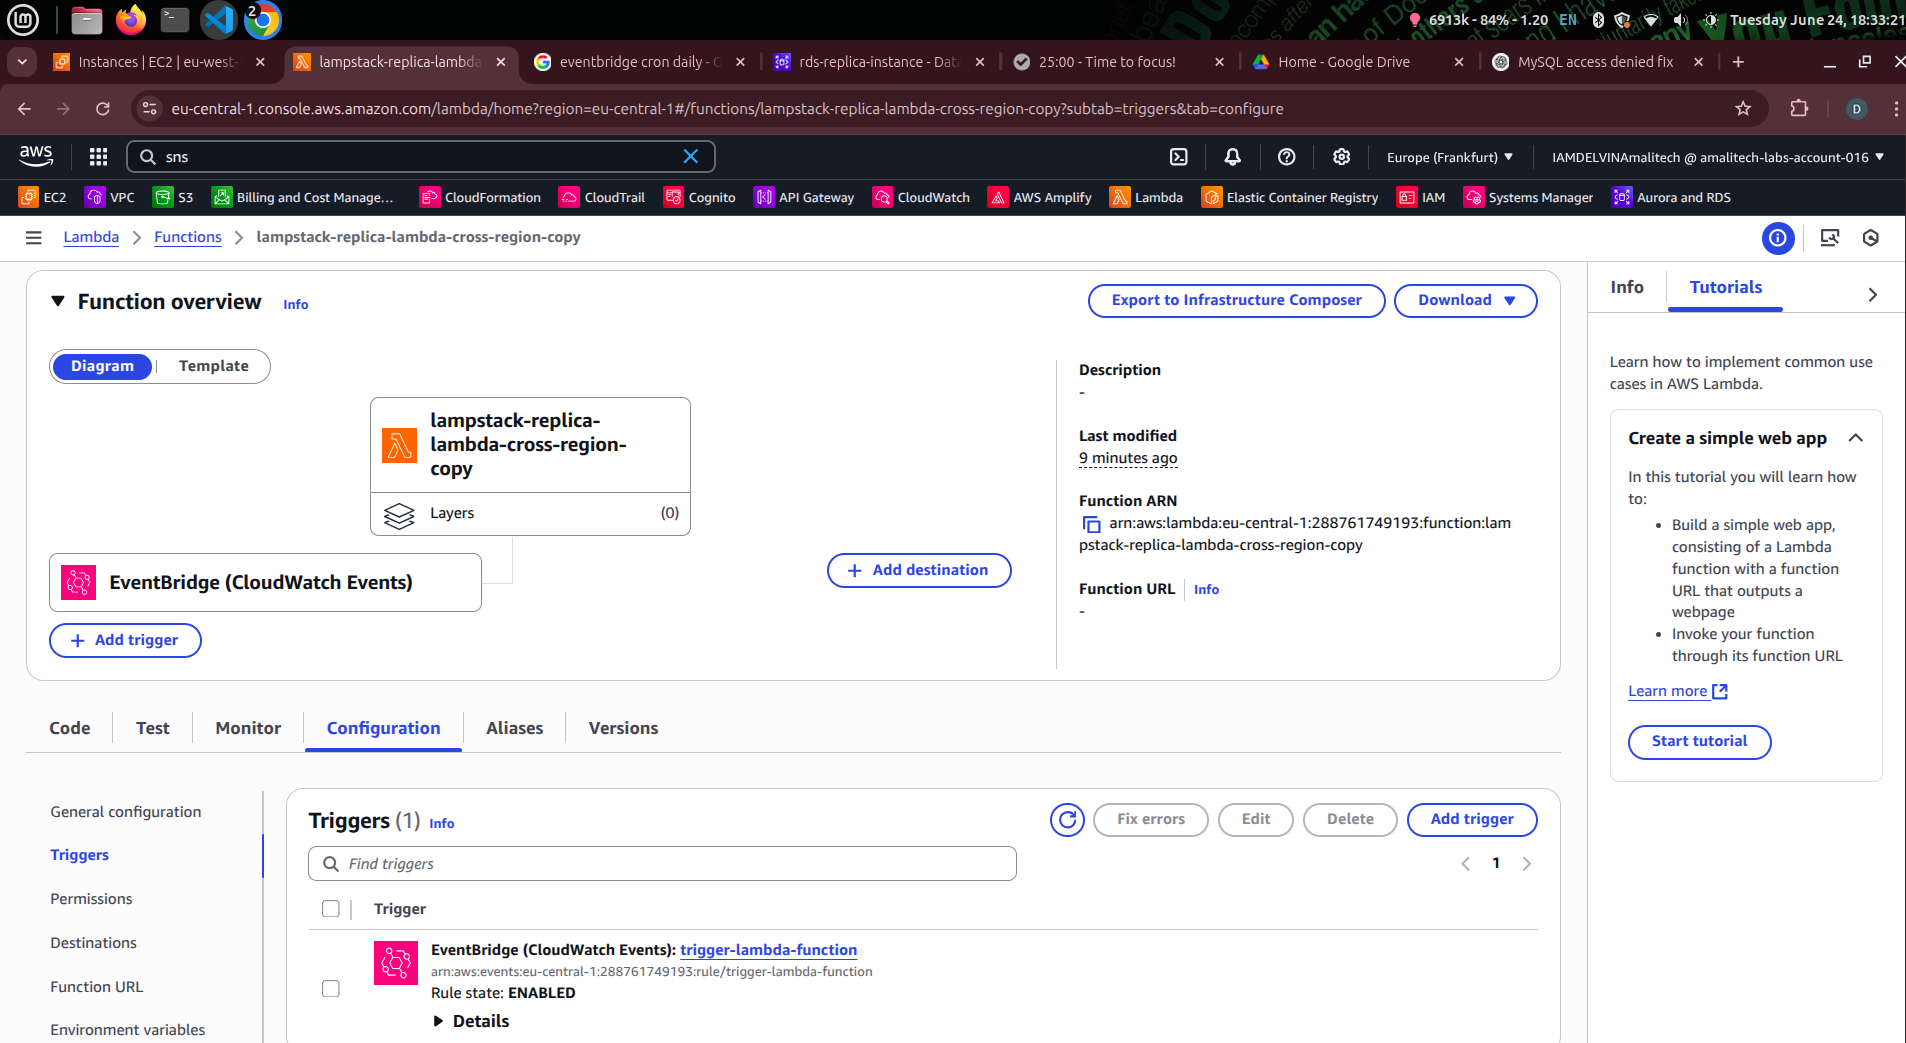 6913k - 84% - 1.20 EN Tuesday June 24, 18:33:21
2
Instances | EC2 | eu-west-
lampstack-replica-lambda
eventbridge cron daily - G
rds-replica-instance - Data
25:00 - Time to focus!
Home - Google Drive
MySQL access denied fix
eu-central-1.console.aws.amazon.com/lambda/home?region=eu-central-1#/functions/lampstack-replica-lambda-cross-region-copy?subtab=triggers&tab=configure
D
aws
sns
Europe (Frankfurt)
IAMDELVINAmalitech @ amalitech-labs-account-016
EC2
VPC
S3
Billing and Cost Manage...
CloudFormation
CloudTrail
Cognito
API Gateway
CloudWatch
AWS Amplify
Lambda
Elastic Container Registry
IAM
Systems Manager
Aurora and RDS
Lambda
Functions
lampstack-replica-lambda-cross-region-copy
Function overview Info
Export to Infrastructure Composer
Download
Diagram
Template
lampstack-replica-
lambda-cross-region-
copy
Layers (0)
EventBridge (CloudWatch Events)
+ Add trigger
+ Add destination
Description
-
Last modified
9 minutes ago
Function ARN
arn:aws:lambda:eu-central-1:288761749193:function:lam
pstack-replica-lambda-cross-region-copy
Function URL Info
-
Info
Tutorials
Learn how to implement common use
cases in AWS Lambda.
Create a simple web app
In this tutorial you will learn how
to:
• Build a simple web app,
consisting of a Lambda
function with a function
URL that outputs a
webpage
• Invoke your function
through its function URL
Learn more
Start tutorial
Code
Test
Monitor
Configuration
Aliases
Versions
General configuration
Triggers
Permissions
Destinations
Function URL
Environment variables
Triggers (1) Info
Fix errors
Edit
Delete
Add trigger
Find triggers
1
Trigger
EventBridge (CloudWatch Events): trigger-lambda-function
arn:aws:events:eu-central-1:288761749193:rule/trigger-lambda-function
Rule state: ENABLED
Details